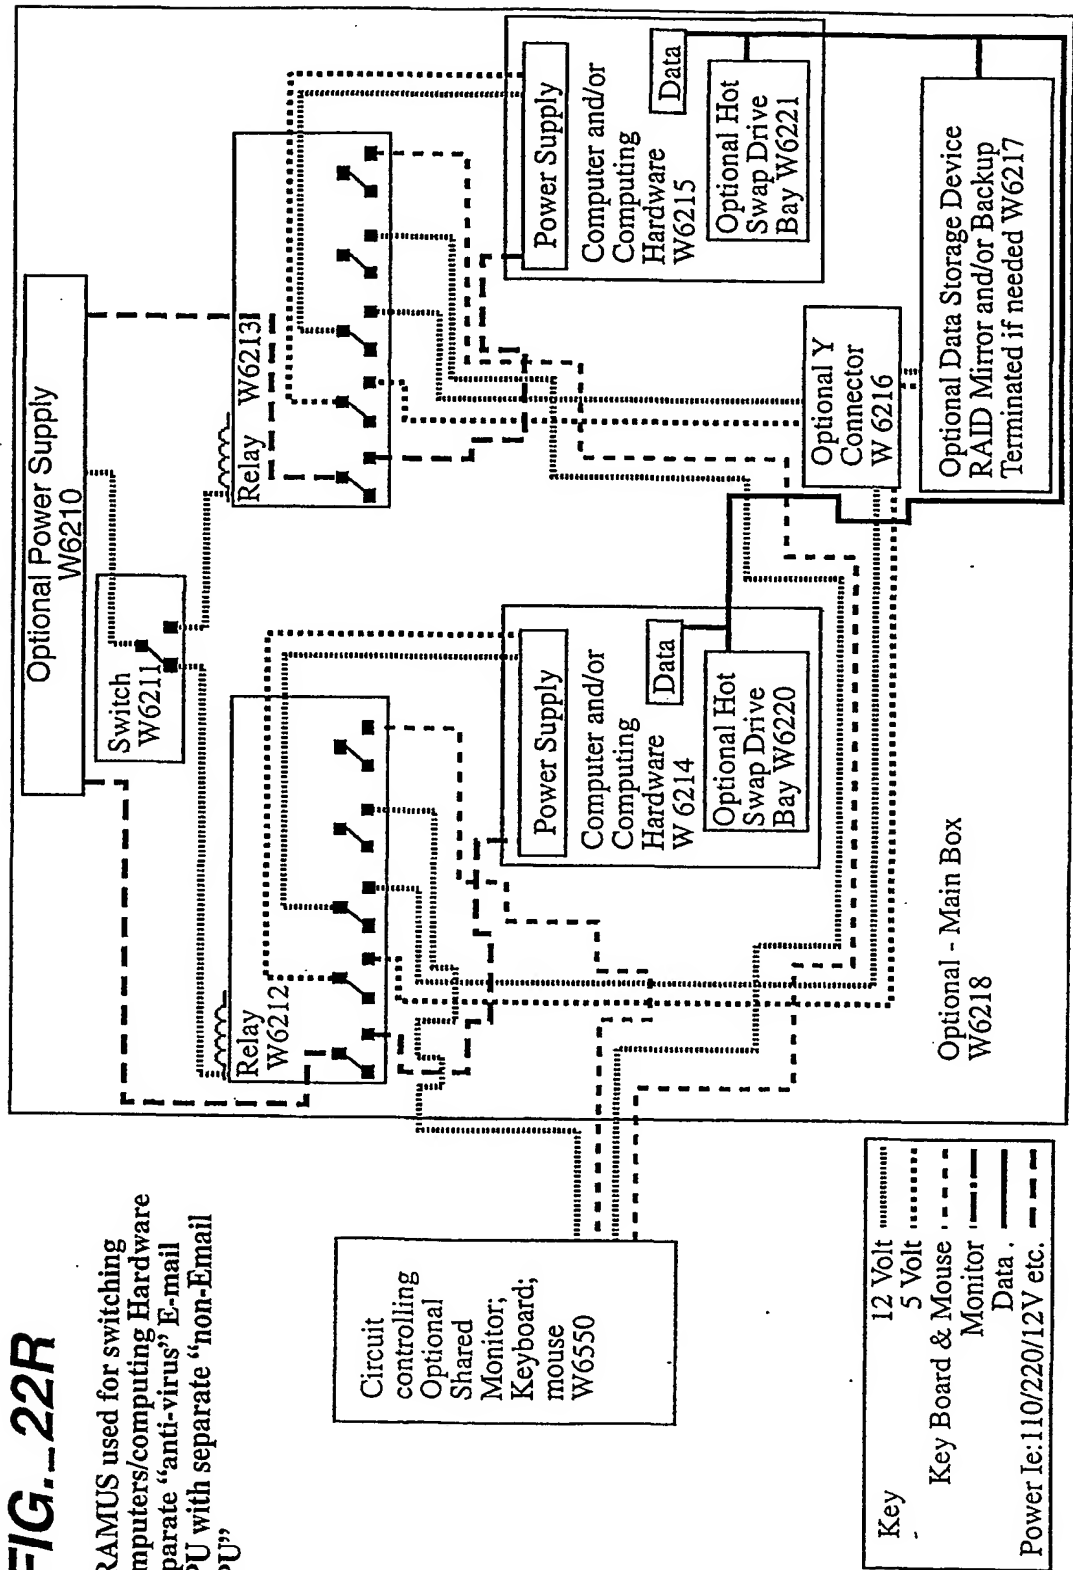 FIG._22R
RAMUS used for switching
mputers/computing Hardware
parate “anti-virus” E-mail
PU with separate “non-Email
PU”
Optional Power Supply
W6210
Switch
W6211
Relay
W6212
Relay W6213
Power Supply
Computer and/or
Computing
Hardware
W 6214
Data
Optional Hot
Swap Drive
Bay W6220
Power Supply
Computer and/or
Computing
Hardware
W6215
Data
Optional Hot
Swap Drive
Bay W6221
Optional Y
Connector
W 6216
Optional Data Storage Device
RAID Mirror and/or Backup
Terminated if needed W6217
Optional - Main Box
W6218
Circuit
controlling
Optional
Shared
Monitor;
Keyboard;
mouse
W6550
Key
12 Volt
5 Volt
Key Board & Mouse
Monitor
Data .
Power Ie:110/220/12V etc.